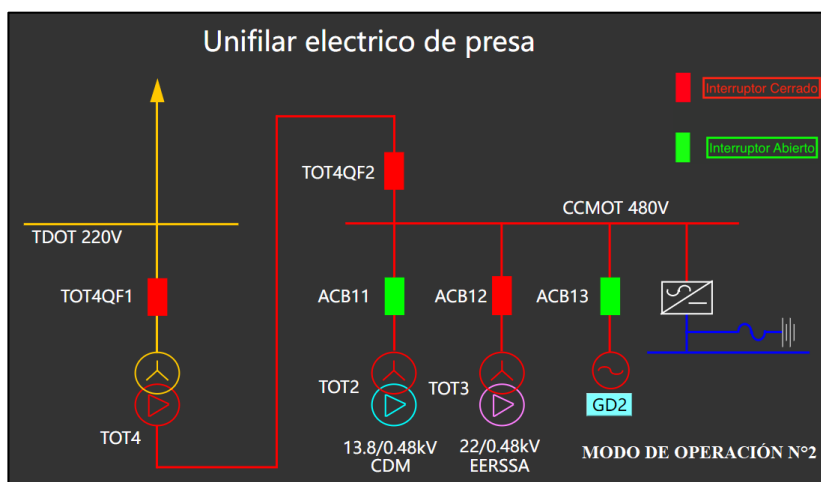 Unifilar electrico de presa
Interruptor Cerrado
Interruptor Abierto
TOT4QF2
CCMOT 480V
TDOT 220V
TOT4QF1
ACB11
ACB12
ACB13
TOT2
TOT3
GD2
TOT4
13.8/0.48kV
CDM
22/0.48kV
EERSSA
MODO DE OPERACIÓN N°2